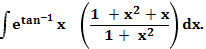 ∫ e^{tan⁻¹ x} ( (1 + x² + x) / (1 + x²) ) dx.